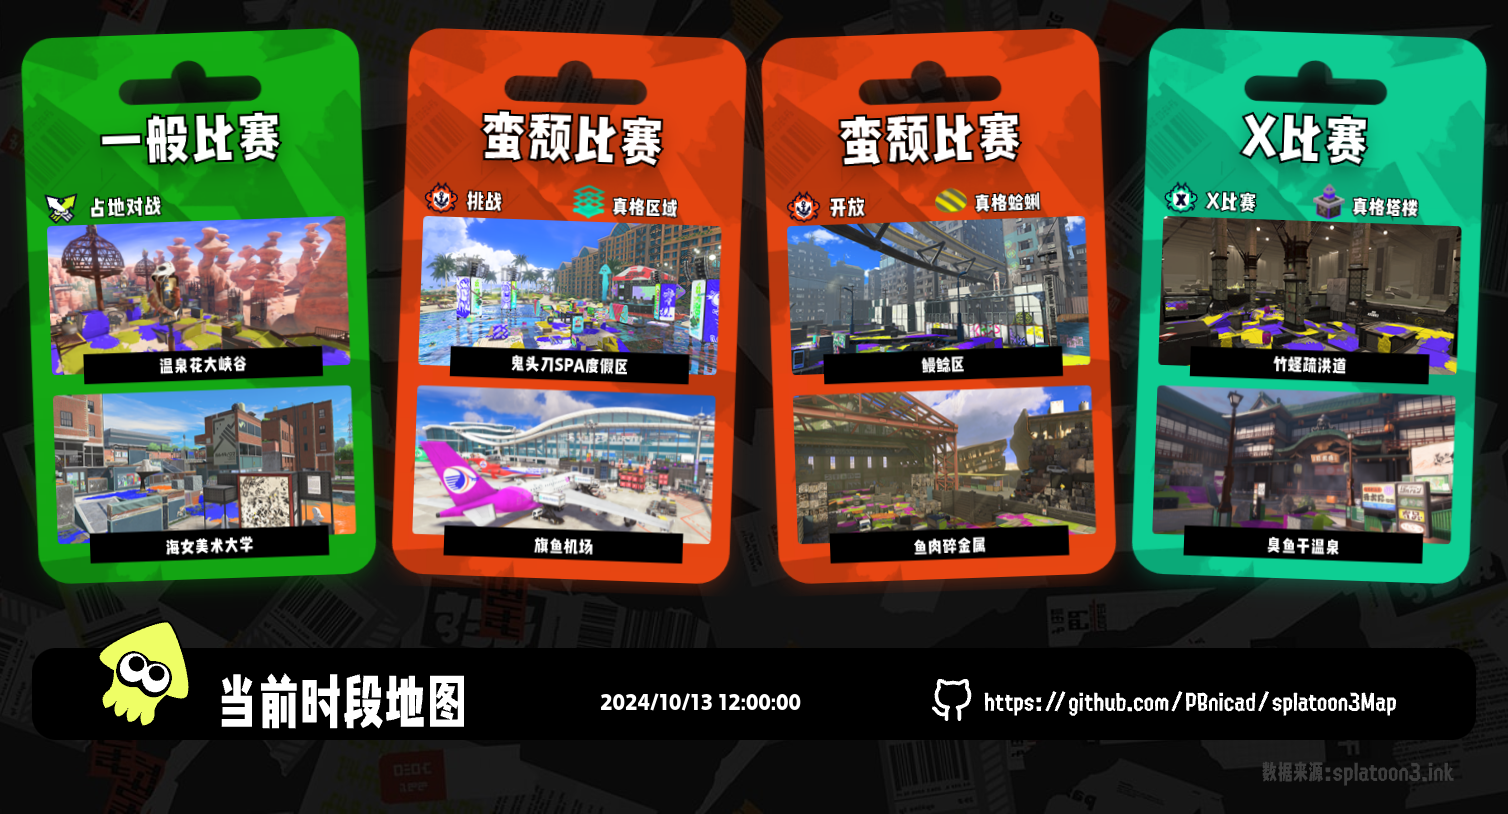 一般比赛
占地对战
温泉花大峡谷
海女美术大学
蛮颓比赛
挑战
真格区域
鬼头刀SPA度假区
旗鱼机场
蛮颓比赛
开放
真格蛤蜊
鳗鲶区
鱼肉碎金属
X比赛
X比赛
真格塔楼
竹蛏疏洪道
臭鱼干温泉
当前时段地图
2024/10/13 12:00:00
https://github.com/PBnicad/splatoon3Map
数据来源:splatoon3.ink